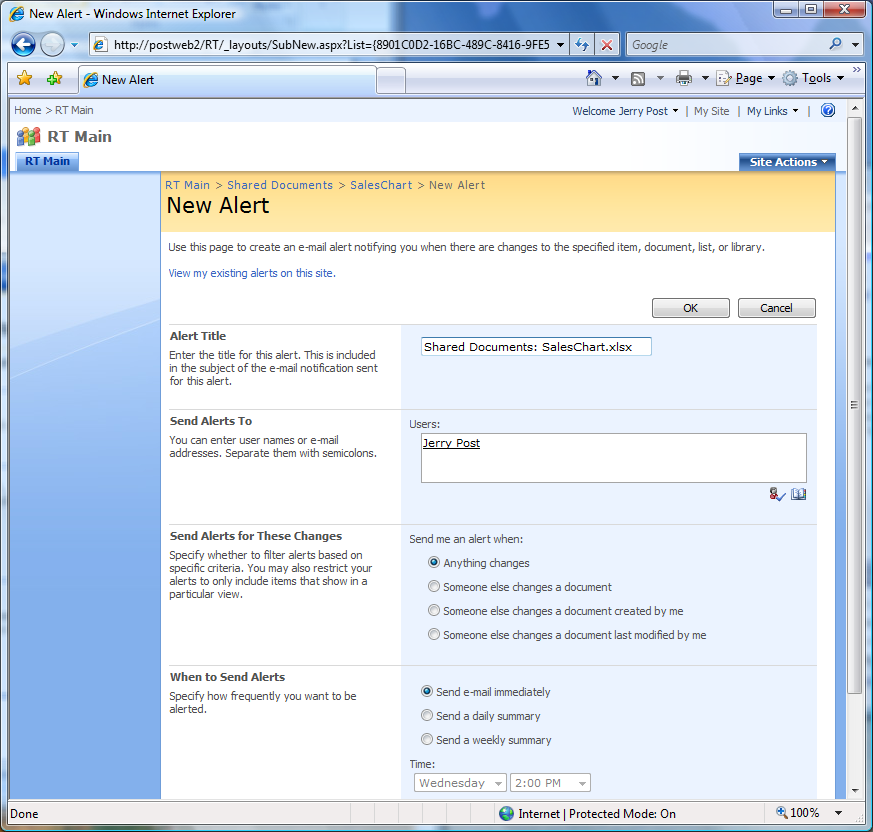 New Alert - Windows Internet Explorer
http://postweb2/RT/_layouts/SubNew.aspx?List={8901C0D2-16BC-489C-8416-9FE5
Google
New Alert
Page
Tools
Home > RT Main
Welcome Jerry Post | My Site | My Links |
RT Main
RT Main
Site Actions
RT Main > Shared Documents > SalesChart > New Alert
New Alert
Use this page to create an e-mail alert notifying you when there are changes to the specified item, document, list, or library.
View my existing alerts on this site.
OK
Cancel
Alert Title
Enter the title for this alert. This is included
in the subject of the e-mail notification sent
for this alert.
Shared Documents: SalesChart.xlsx
Send Alerts To
You can enter user names or e-mail
addresses. Separate them with semicolons.
Users:
Jerry Post
Send Alerts for These Changes
Specify whether to filter alerts based on
specific criteria. You may also restrict your
alerts to only include items that show in a
particular view.
Send me an alert when:
Anything changes
Someone else changes a document
Someone else changes a document created by me
Someone else changes a document last modified by me
When to Send Alerts
Specify how frequently you want to be
alerted.
Send e-mail immediately
Send a daily summary
Send a weekly summary
Time:
Wednesday
2:00 PM
Done
Internet | Protected Mode: On
100%